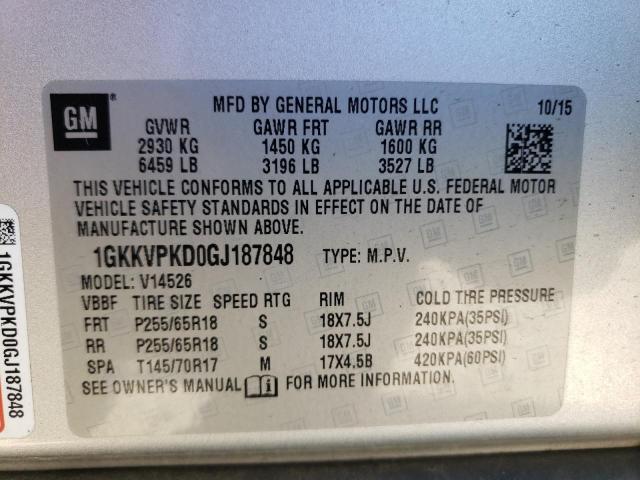 GM ®
MFD BY GENERAL MOTORS LLC 10/15
GVWR GAWR FRT GAWR RR
2930 KG 1450 KG 1600 KG
6459 LB 3196 LB 3527 LB
THIS VEHICLE CONFORMS TO ALL APPLICABLE U.S. FEDERAL MOTOR
VEHICLE SAFETY STANDARDS IN EFFECT ON THE DATE OF
MANUFACTURE SHOWN ABOVE.
1GKKVPKD0GJ187848 TYPE: M.P.V.
MODEL: V14526
VBBF TIRE SIZE SPEED RTG RIM COLD TIRE PRESSURE
FRT P255/65R18 S 18X7.5J 240KPA(35PSI)
RR P255/65R18 S 18X7.5J 240KPA(35PSI)
SPA T145/70R17 M 17X4.5B 420KPA(60PSI)
SEE OWNER'S MANUAL FOR MORE INFORMATION
1GKKVPKD0GJ187848